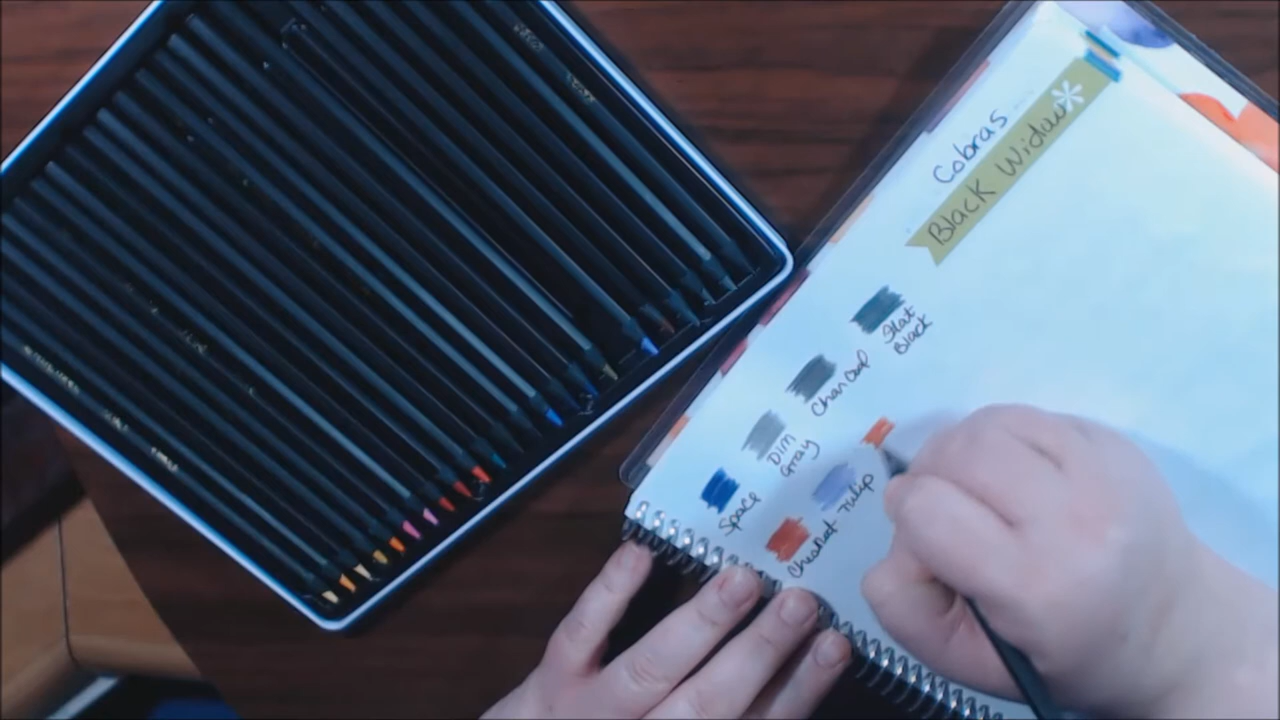 Cobras
Black Widow
Flat
Black
Charcoal
Dim
Gray
Space
Tulip
Chestnut